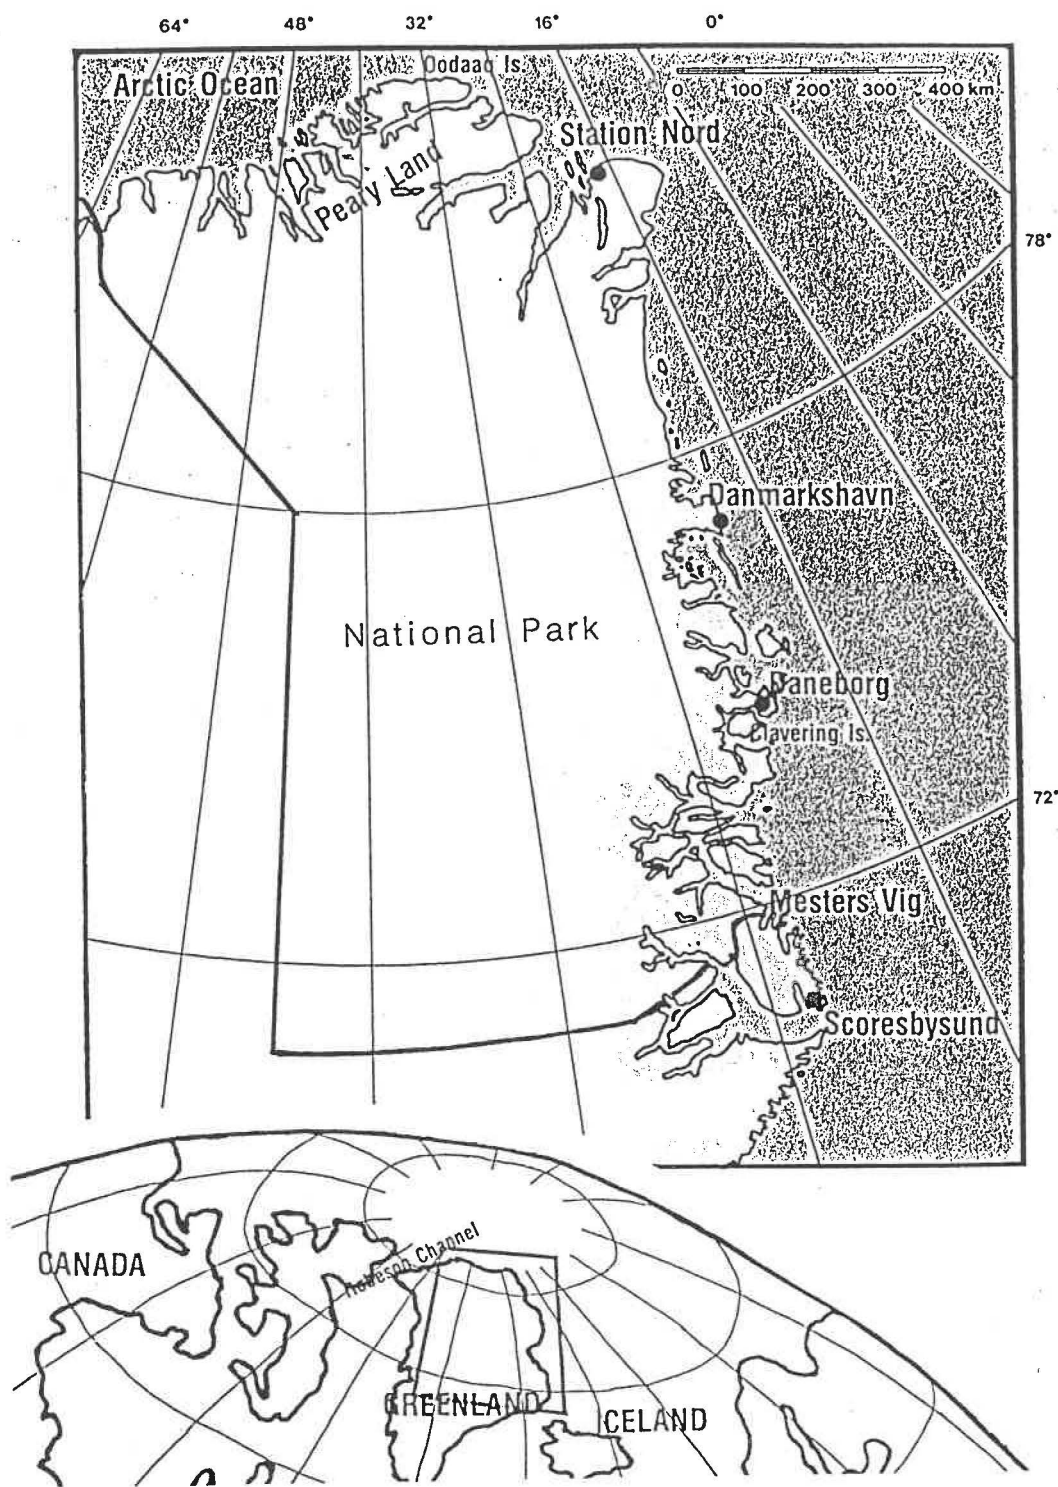 64° 48° 32° 16° 0°
Oodaaq Is.
Arctic Ocean
0 100 200 300 400 km
Station Nord
Peary Land
78°
Danmarkshavn
National Park
Daneborg
Clavering Is.
72°
Mesters Vig
Scoresbysund
Robeson Channel
CANADA
GREENLAND
ICELAND